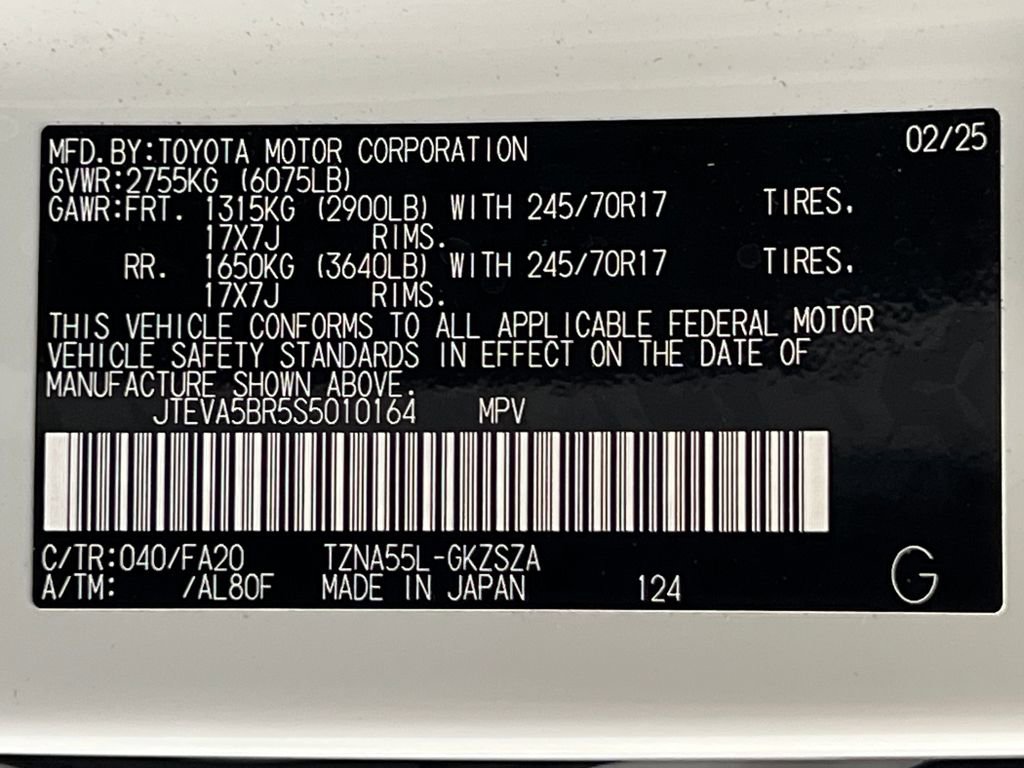 MFD.BY:TOYOTA MOTOR CORPORATION 02/25
GVWR:2755KG (6075LB)
GAWR:FRT. 1315KG (2900LB) WITH 245/70R17 TIRES.
17X7J RIMS.
RR. 1650KG (3640LB) WITH 245/70R17 TIRES.
17X7J RIMS.
THIS VEHICLE CONFORMS TO ALL APPLICABLE FEDERAL MOTOR
VEHICLE SAFETY STANDARDS IN EFFECT ON THE DATE OF
MANUFACTURE SHOWN ABOVE.
JTEVA5BR5S5010164 MPV
C/TR:040/FA20 TZNA55L-GKZSZA
A/TM: /AL80F MADE IN JAPAN 124 G